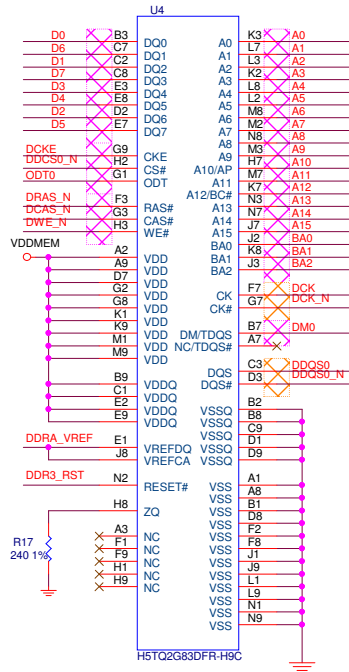 U4
D0 B3 DQ0
D6 C7 DQ1
D1 C2 DQ2
D7 C8 DQ3
D3 E3 DQ4
D4 E8 DQ5
D2 D2 DQ6
D5 E7 DQ7
DCKE G9 CKE
DDCS0_N H2 CS#
ODT0 G1 ODT
DRAS_N F3 RAS#
DCAS_N G3 CAS#
DWE_N H3 WE#
VDDMEM
A2 VDD
A9 VDD
D7 VDD
G2 VDD
G8 VDD
K1 VDD
K9 VDD
M1 VDD
M9 VDD
B9 VDDQ
C1 VDDQ
E2 VDDQ
E9 VDDQ
DDRA_VREF E1 VREFDQ
J8 VREFCA
DDR3_RST N2 RESET#
H8 ZQ
R17
240 1%
A3 NC
F1 NC
F9 NC
H1 NC
H9 NC
A0 K3 A0
A1 L7 A1
A2 L3 A2
A3 K2 A3
A4 L8 A4
A5 L2 A5
A6 M8 A6
A7 M2 A7
A8 N8 A8
A9 M3 A9
A10/AP H7 A10
A11 M7 A11
A12/BC# K7 A12
A13 N3 A13
A14 N7 A14
A15 J7 A15
BA0 J2 BA0
BA1 K8 BA1
BA2 J3 BA2
CK F7 DCK
CK# G7 DCK_N
DM/TDQS B7 DM0
NC/TDQS# A7
DQS C3 DDQS0
DQS# D3 DDQS0_N
VSSQ B2
VSSQ B8
VSSQ C9
VSSQ D1
VSSQ D9
VSS A1
VSS A8
VSS B1
VSS D8
VSS F2
VSS F8
VSS J1
VSS J9
VSS L1
VSS L9
VSS N1
VSS N9
H5TQ2G83DFR-H9C